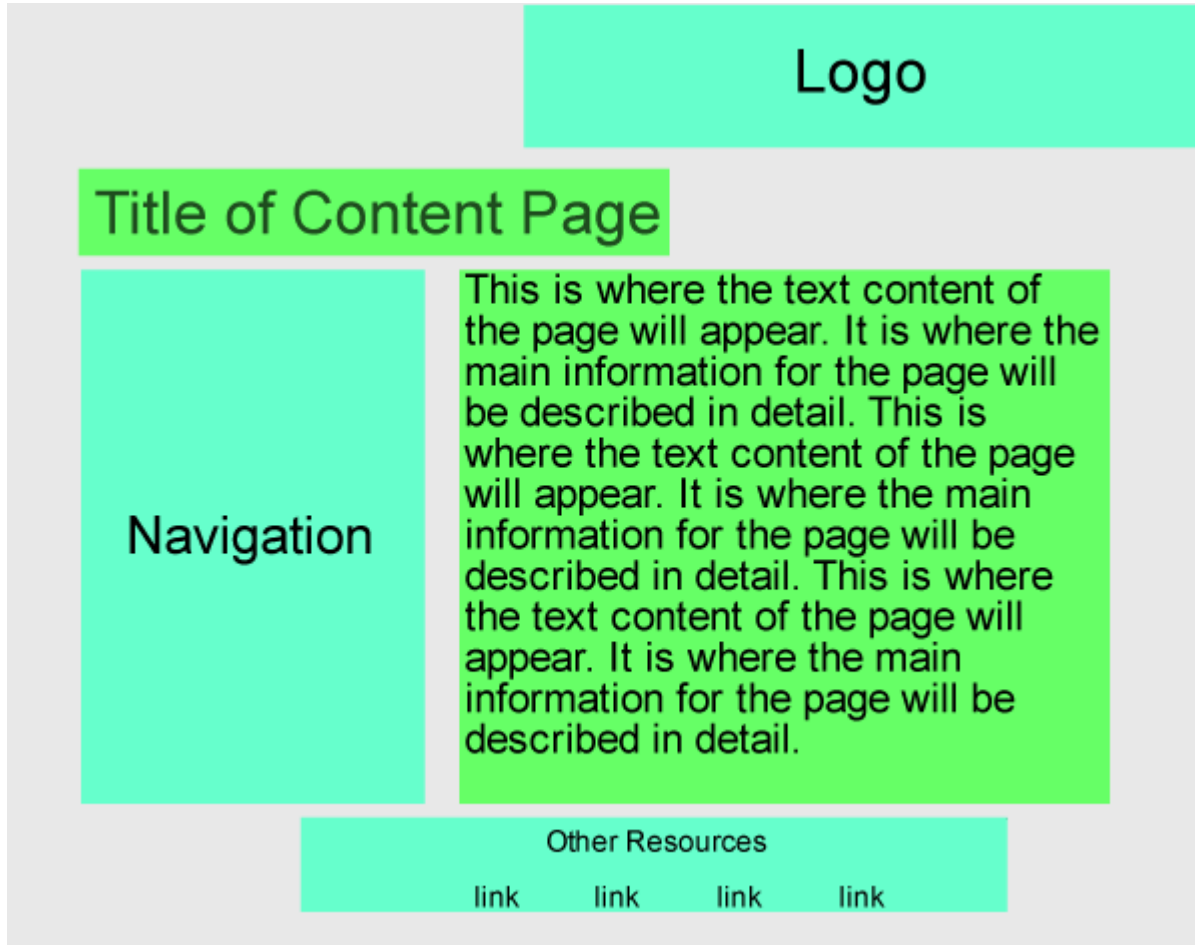 Logo
Title of Content Page
Navigation
This is where the text content of
the page will appear. It is where the
main information for the page will
be described in detail. This is
where the text content of the page
will appear. It is where the main
information for the page will be
described in detail. This is where
the text content of the page will
appear. It is where the main
information for the page will be
described in detail.
Other Resources
link link link link